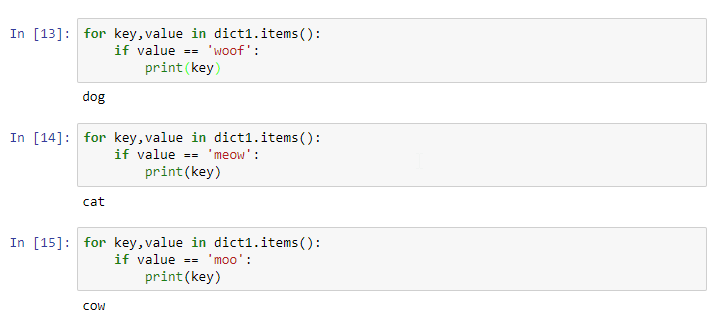 In [13]: for key,value in dict1.items():
if value == 'woof':
print(key)
dog
In [14]: for key,value in dict1.items():
if value == 'meow':
print(key)
cat
In [15]: for key,value in dict1.items():
if value == 'moo':
print(key)
cow